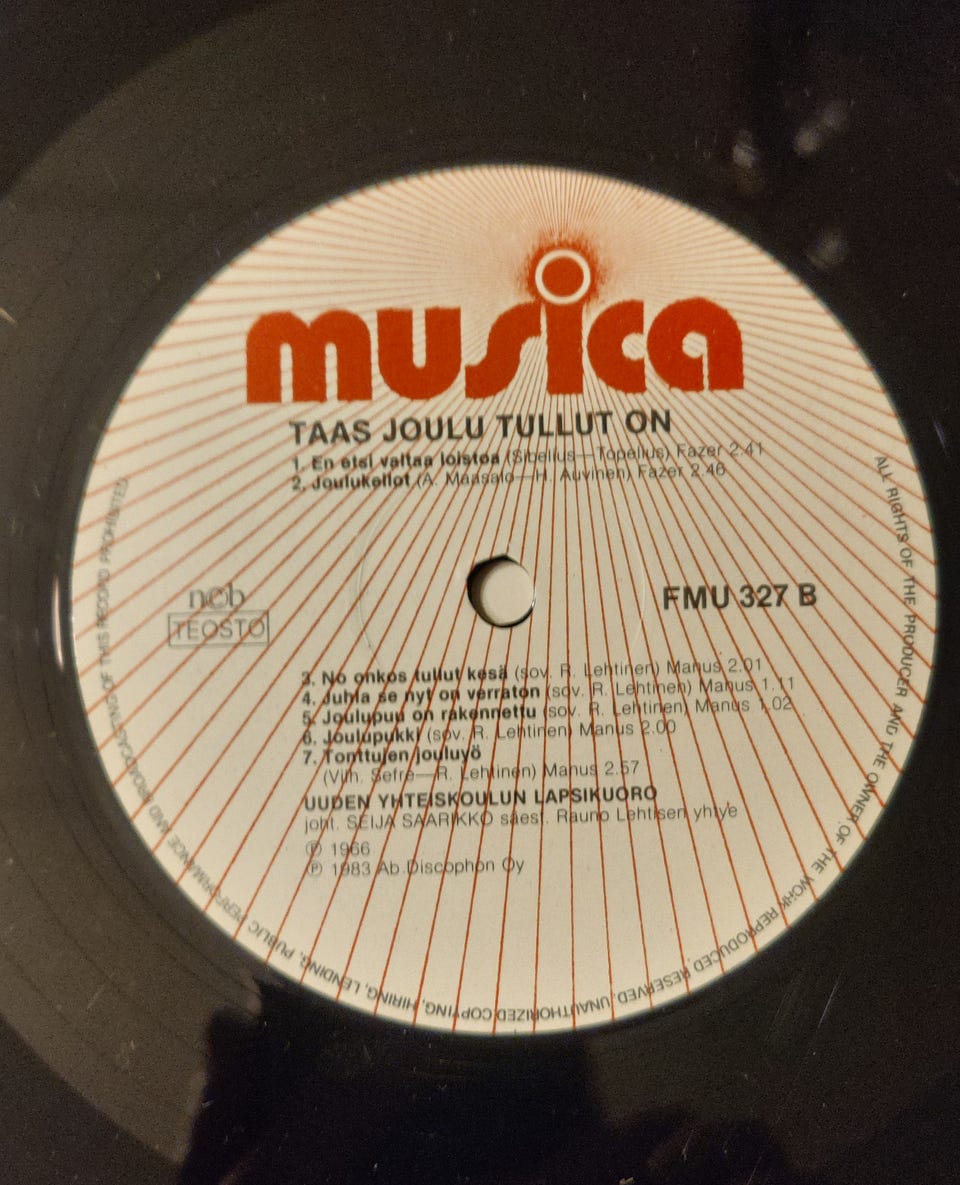 musica
TAAS JOULU TULLUT ON
1. En etsi valtaa loistoa (Sibelius—Topelius) Fazer 2.41
2. Joulukellot (A. Maasalo—H. Auvinen) Fazer 2.46
ncb
TEOSTO
FMU 327 B
3. No onkos tullut kesä (sov. R. Lehtinen) Manus 2.01
4. Juhla se nyt on verraton (sov. R. Lehtinen) Manus 1.11
5. Joulupuu on rakennettu (sov. R. Lehtinen) Manus 1.02
6. Joulupukki (sov. R. Lehtinen) Manus 2.00
7. Tonttujen jouluyö
(Vilh. Sefve—R. Lehtinen) Manus 2.57
UUDEN YHTEISKOULUN LAPSIKUORO
joht. SEIJA SAARIKKO säest. Rauno Lehtisen yhtye
Ⓟ 1966
Ⓟ 1983 Ab Discophon Oy
ALL RIGHTS OF THE PRODUCER AND THE OWNER OF THE WORK REPRODUCED RESERVED. UNAUTHORIZED COPYING, HIRING, LENDING, PUBLIC PERFORMANCE AND BROADCASTING OF THIS RECORD PROHIBITED